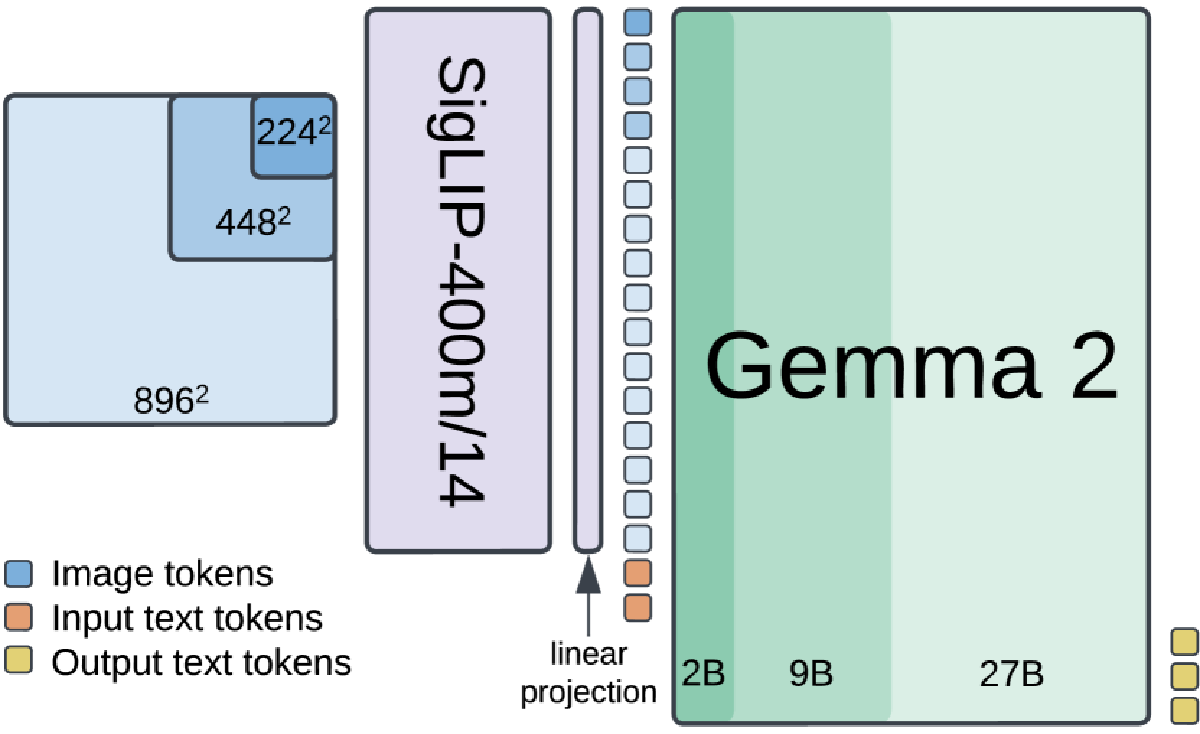 224²
448²
896²
SigLIP-400m/14
Gemma 2
2B
9B
27B
linear
projection
Image tokens
Input text tokens
Output text tokens